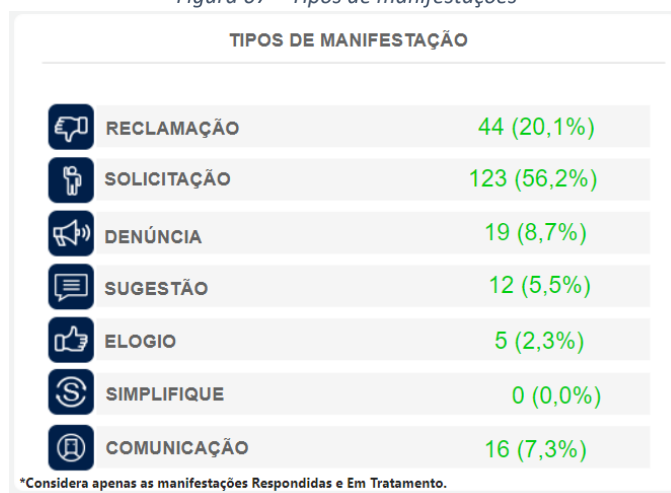 TIPOS DE MANIFESTAÇÃO
RECLAMAÇÃO 44 (20,1%)
SOLICITAÇÃO 123 (56,2%)
DENÚNCIA 19 (8,7%)
SUGESTÃO 12 (5,5%)
ELOGIO 5 (2,3%)
SIMPLIFIQUE 0 (0,0%)
COMUNICAÇÃO 16 (7,3%)
*Considera apenas as manifestações Respondidas e Em Tratamento.